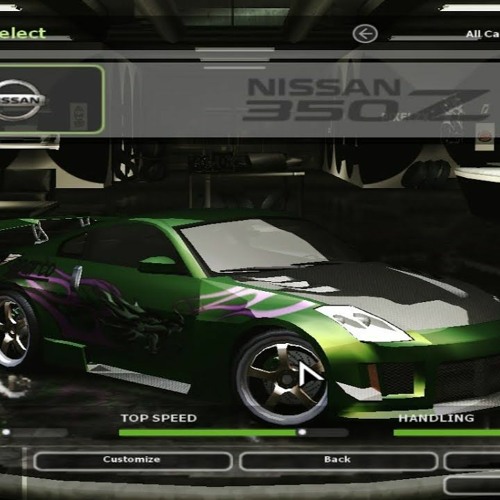 elect
All Ca
NISSAN
NISSAN
350Z
TOP SPEED
HANDLING
Customize
Back